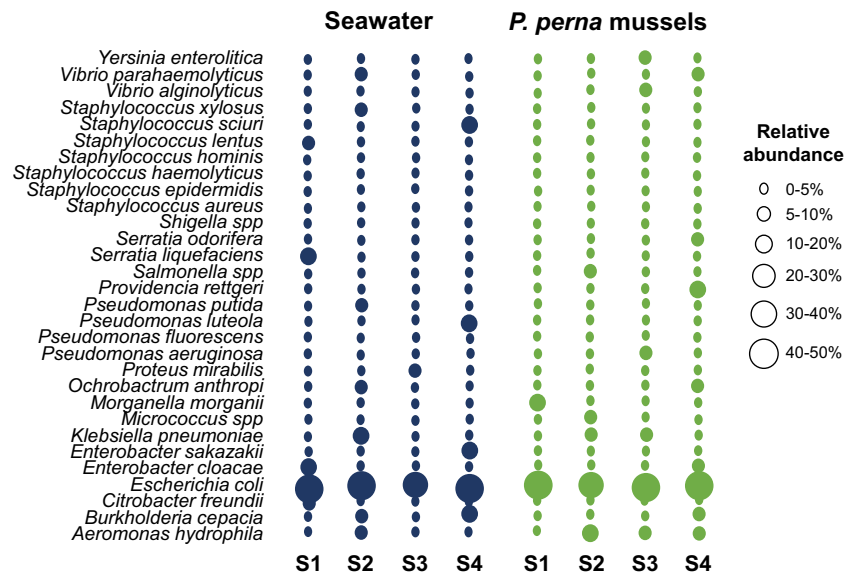 Seawater
P. perna mussels
Yersinia enterolitica
Vibrio parahaemolyticus
Vibrio alginolyticus
Staphylococcus xylosus
Staphylococcus sciuri
Staphylococcus lentus
Staphylococcus hominis
Staphylococcus haemolyticus
Staphylococcus epidermidis
Staphylococcus aureus
Shigella spp
Serratia odorifera
Serratia liquefaciens
Salmonella spp
Providencia rettgeri
Pseudomonas putida
Pseudomonas luteola
Pseudomonas fluorescens
Pseudomonas aeruginosa
Proteus mirabilis
Ochrobactrum anthropi
Morganella morganii
Micrococcus spp
Klebsiella pneumoniae
Enterobacter sakazakii
Enterobacter cloacae
Escherichia coli
Citrobacter freundii
Burkholderia cepacia
Aeromonas hydrophila
S1 S2 S3 S4 S1 S2 S3 S4
Relative
abundance
0-5%
5-10%
10-20%
20-30%
30-40%
40-50%